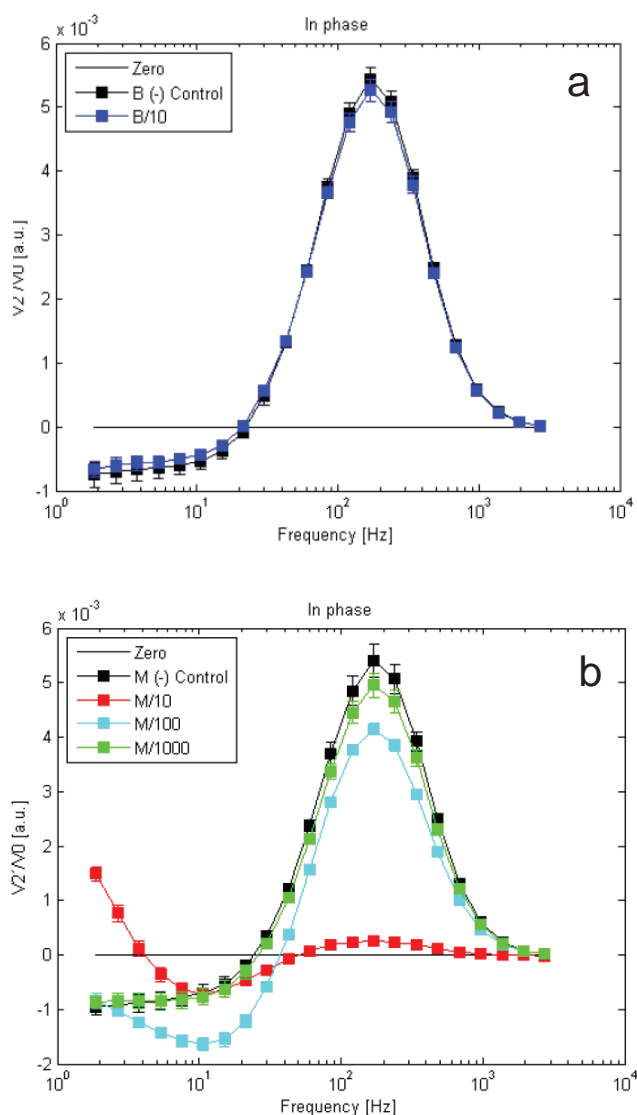 In phase
× 10⁻³
a
Zero
B (-) Control
B/10
6
5
4
3
2
1
0
-1
V2'/V0 [a.u.]
10⁰ 10¹ 10² 10³ 10⁴
Frequency [Hz]
In phase
× 10⁻³
b
Zero
M (-) Control
M/10
M/100
M/1000
6
5
4
3
2
1
0
-1
-2
V2'/V0 [a.u.]
10⁰ 10¹ 10² 10³ 10⁴
Frequency [Hz]